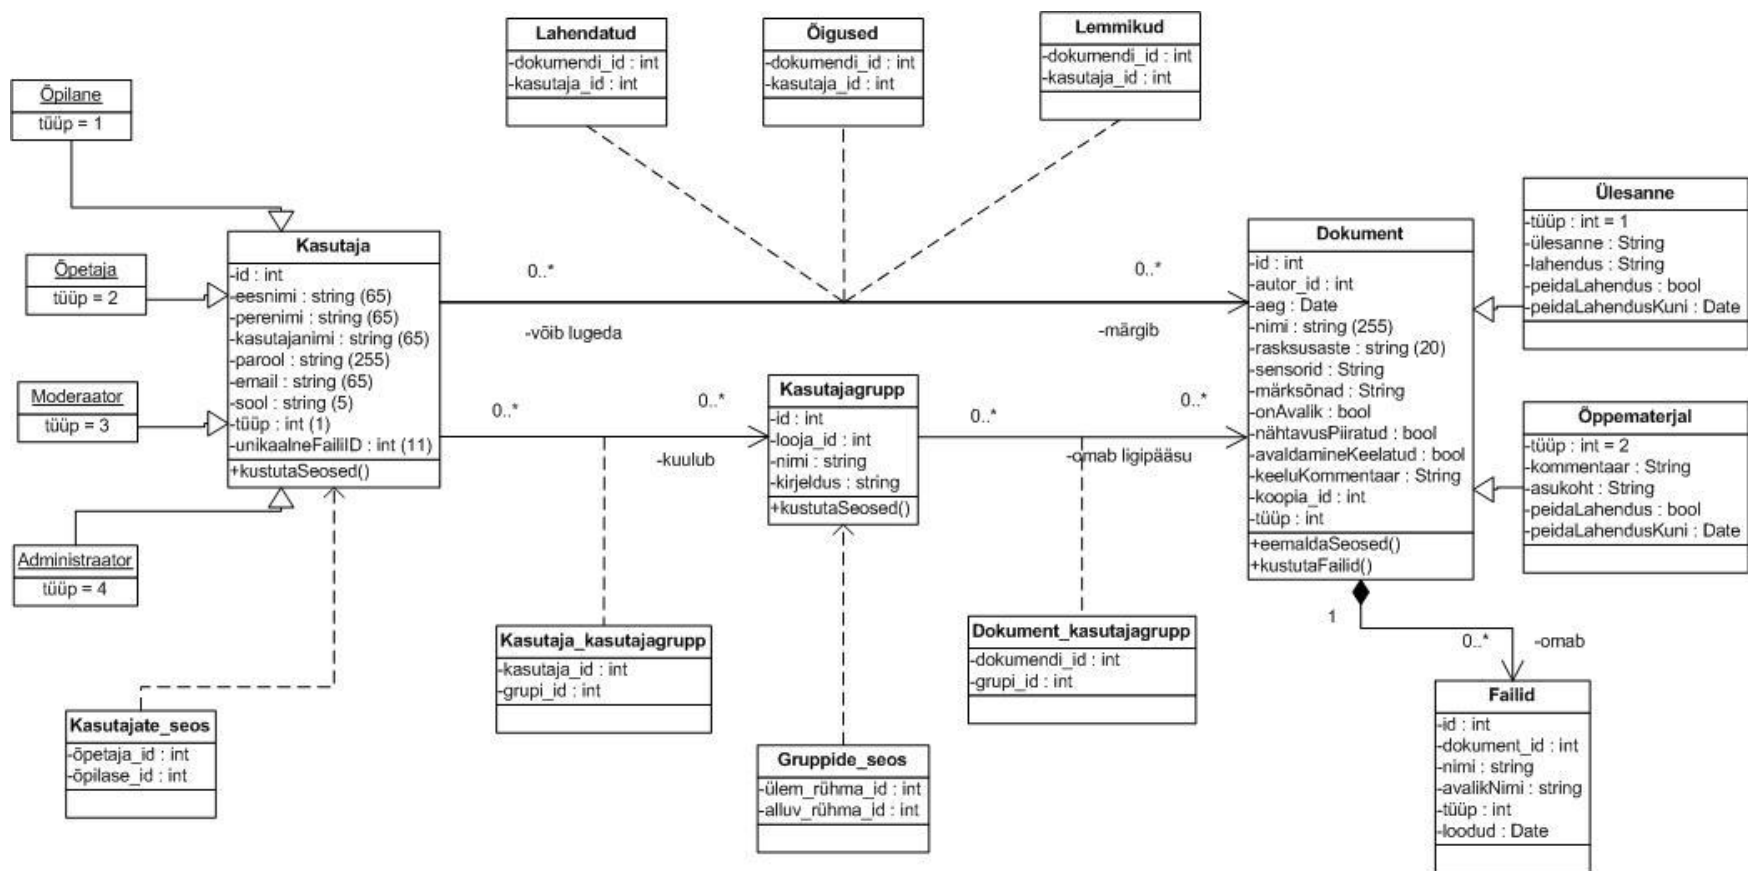 Lahendatud
-dokumendi_id : int
-kasutaja_id : int
Õigused
-dokumendi_id : int
-kasutaja_id : int
Lemmikud
-dokumendi_id : int
-kasutaja_id : int
Õpilane
tüüp = 1
Õpetaja
tüüp = 2
Moderaator
tüüp = 3
Administraator
tüüp = 4
Kasutaja
-id : int
-eesnimi : string (65)
-perenimi : string (65)
-kasutajanimi : string (65)
-parool : string (255)
-email : string (65)
-sool : string (5)
-tüüp : int (1)
-unikaalneFailiID : int (11)
+kustutaSeosed()
0..*
0..*
-võib lugeda
-märgib
0..*
0..*
-kuulub
Kasutajagrupp
-id : int
-looja_id : int
-nimi : string
-kirjeldus : string
+kustutaSeosed()
0..*
0..*
-omab ligipääsu
Dokument
-id : int
-autor_id : int
-aeg : Date
-nimi : string (255)
-rasksusaste : string (20)
-sensorid : String
-märksõnad : String
-onAvalik : bool
-nähtavusPiiratud : bool
-avaldamineKeelatud : bool
-keeluKommentaar : String
-koopia_id : int
-tüüp : int
+eemaldaSeosed()
+kustutaFailid()
Ülesanne
-tüüp : int = 1
-ülesanne : String
-lahendus : String
-peidaLahendus : bool
-peidaLahendusKuni : Date
Õppematerjal
-tüüp : int = 2
-kommentaar : String
-asukoht : String
-peidaLahendus : bool
-peidaLahendusKuni : Date
Kasutajate_seos
-õpetaja_id : int
-õpilase_id : int
Kasutaja_kasutajagrupp
-kasutaja_id : int
-grupi_id : int
Gruppide_seos
-ülem_rühma_id : int
-alluv_rühma_id : int
Dokument_kasutajagrupp
-dokumendi_id : int
-grupi_id : int
1
0..*
-omab
Failid
-id : int
-dokument_id : int
-nimi : string
-avalikNimi : string
-tüüp : int
-loodud : Date